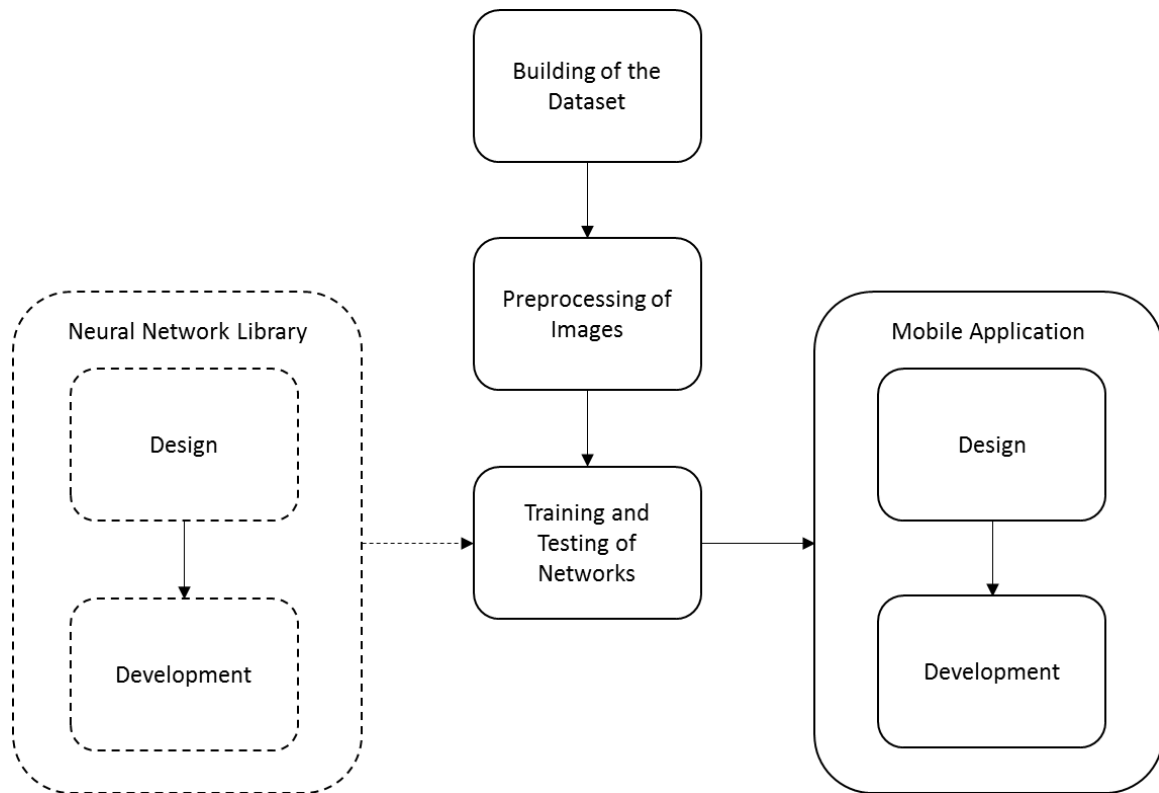 Building of the
Dataset
Preprocessing of
Images
Neural Network Library
Design
Development
Training and
Testing of
Networks
Mobile Application
Design
Development